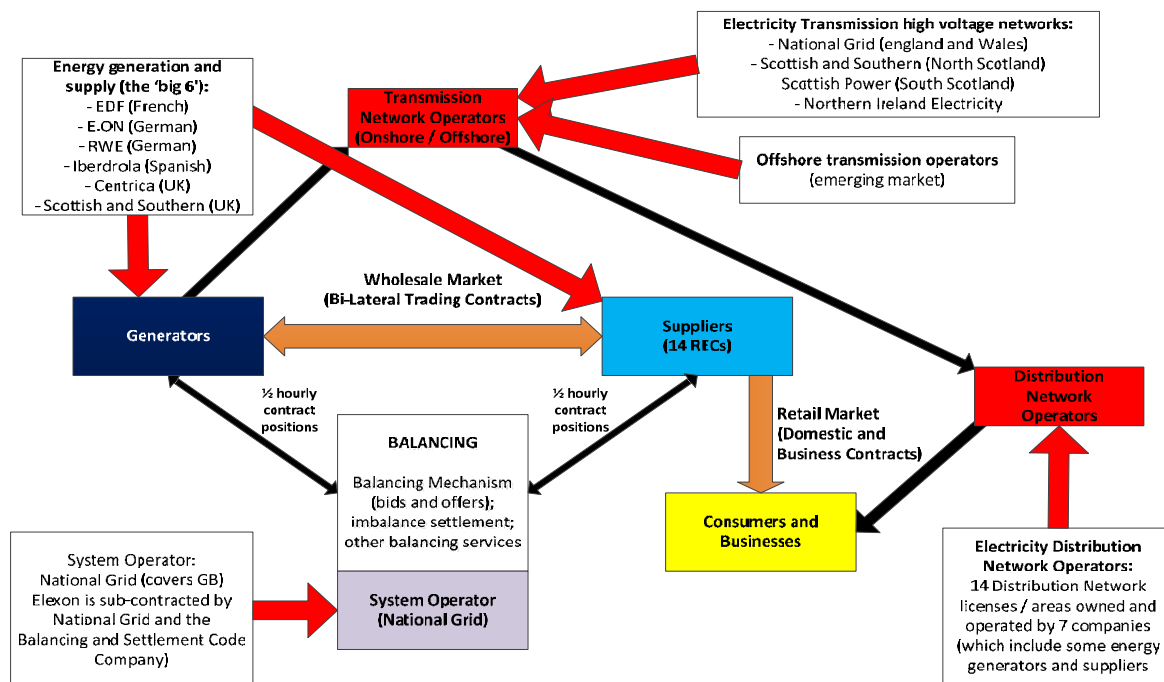 Electricity Transmission high voltage networks:
- National Grid (england and Wales)
- Scottish and Southern (North Scotland)
Scottish Power (South Scotland)
- Northern Ireland Electricity
Energy generation and
supply (the ‘big 6’):
- EDF (French)
- E.ON (German)
- RWE (German)
- Iberdrola (Spanish)
- Centrica (UK)
- Scottish and Southern (UK)
Transmission
Network Operators
(Onshore / Offshore)
Offshore transmission operators
(emerging market)
Wholesale Market
(Bi-Lateral Trading Contracts)
Generators
Suppliers
(14 RECs)
Distribution
Network
Operators
½ hourly
contract
positions
½ hourly
contract
positions
Retail Market
(Domestic and
Business Contracts)
BALANCING
Balancing Mechanism
(bids and offers);
imbalance settlement;
other balancing services
Consumers and
Businesses
System Operator:
National Grid (covers GB)
Elexon is sub-contracted by
National Grid and the
Balancing and Settlement Code
Company)
System Operator
(National Grid)
Electricity Distribution
Network Operators:
14 Distribution Network
licenses / areas owned and
operated by 7 companies
(which include some energy
generators and suppliers